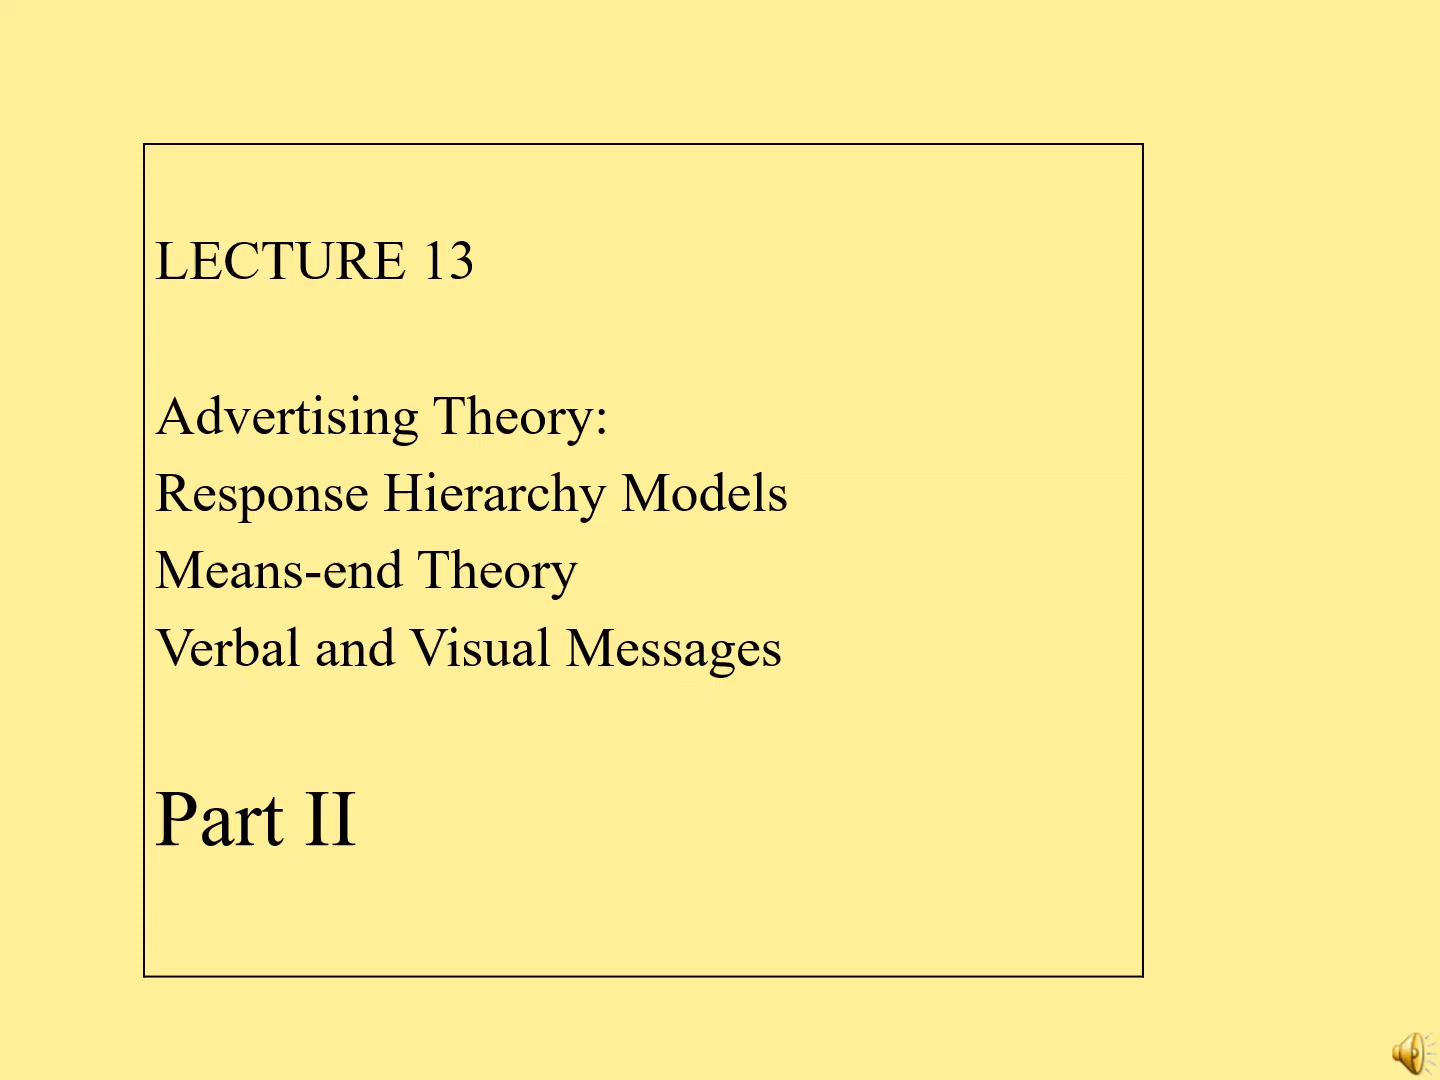 LECTURE 13
Advertising Theory:
Response Hierarchy Models
Means-end Theory
Verbal and Visual Messages
Part II